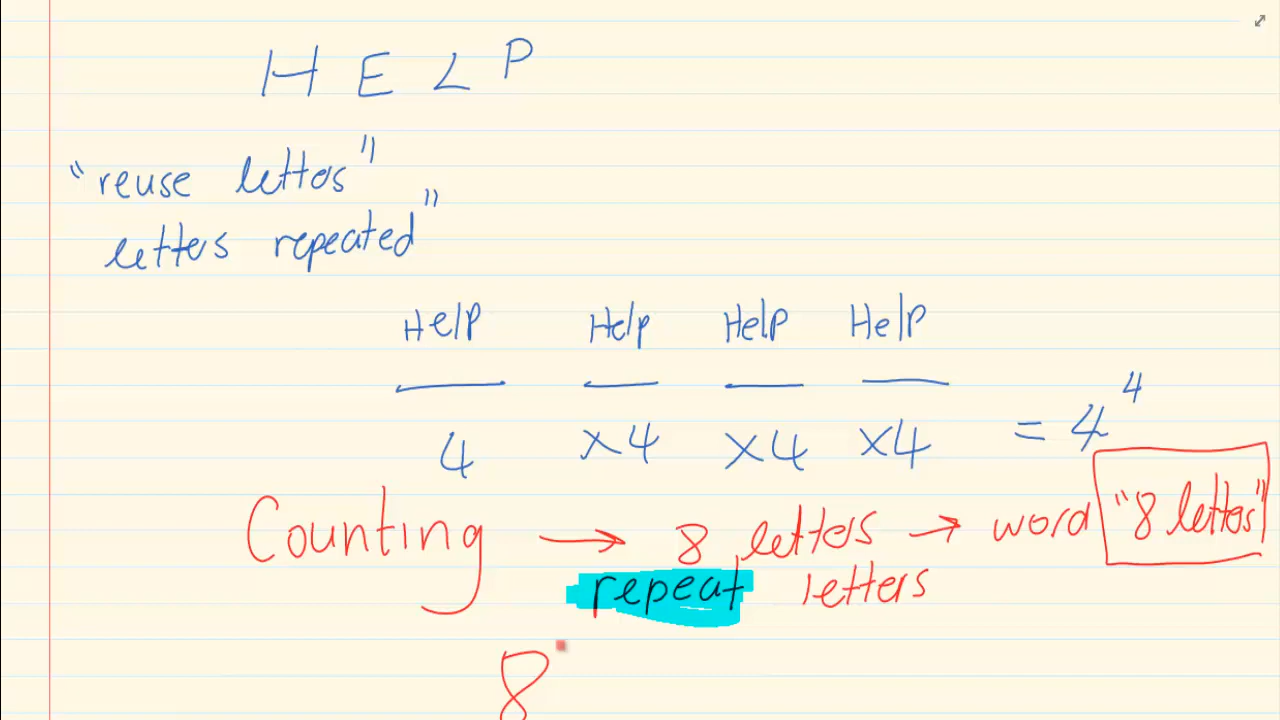 H E L P
"reuse letters"
letters repeated"
Help Help Help Help
4 x4 x4 x4 = 4^4
Counting → 8 letters → word "8 letters"
repeat letters
8